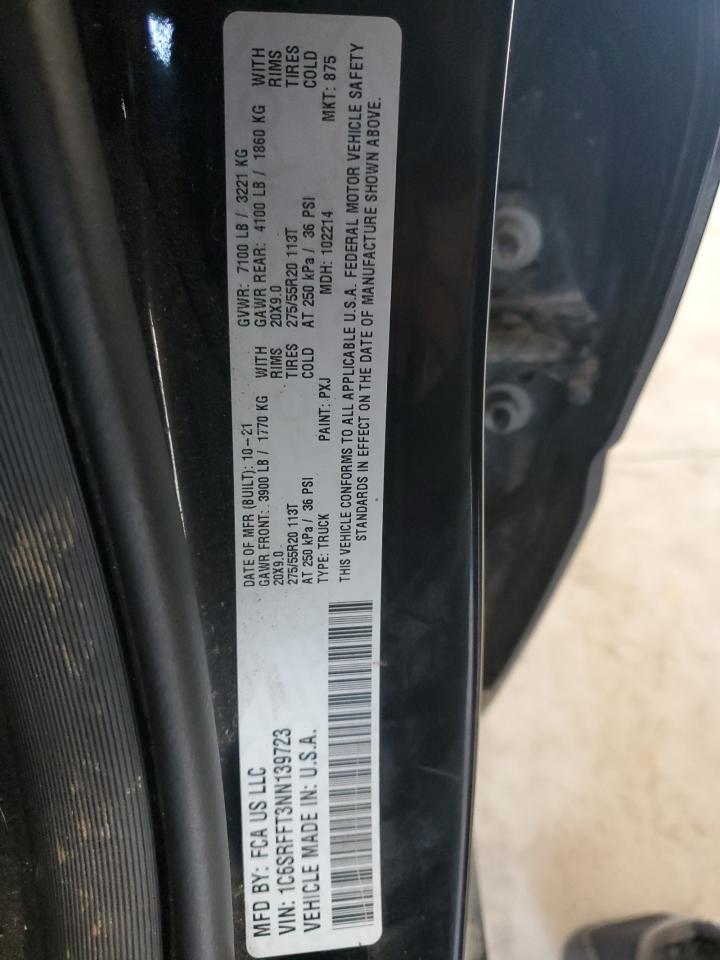 MFD BY: FCA US LLC
VIN: 1C6SRFFT3NN139723
VEHICLE MADE IN: U.S.A.
DATE OF MFR (BUILT): 10-21 GVWR: 7100 LB / 3221 KG
GAWR FRONT: 3900 LB / 1770 KG WITH GAWR REAR: 4100 LB / 1860 KG WITH
20X9.0 RIMS 20X9.0 RIMS
275/55R20 113T TIRES 275/55R20 113T TIRES
AT 250 kPa / 36 PSI COLD AT 250 kPa / 36 PSI COLD
TYPE: TRUCK PAINT: PXJ MDH: 102214 MKT: 875
THIS VEHICLE CONFORMS TO ALL APPLICABLE U.S.A. FEDERAL MOTOR VEHICLE SAFETY
STANDARDS IN EFFECT ON THE DATE OF MANUFACTURE SHOWN ABOVE.